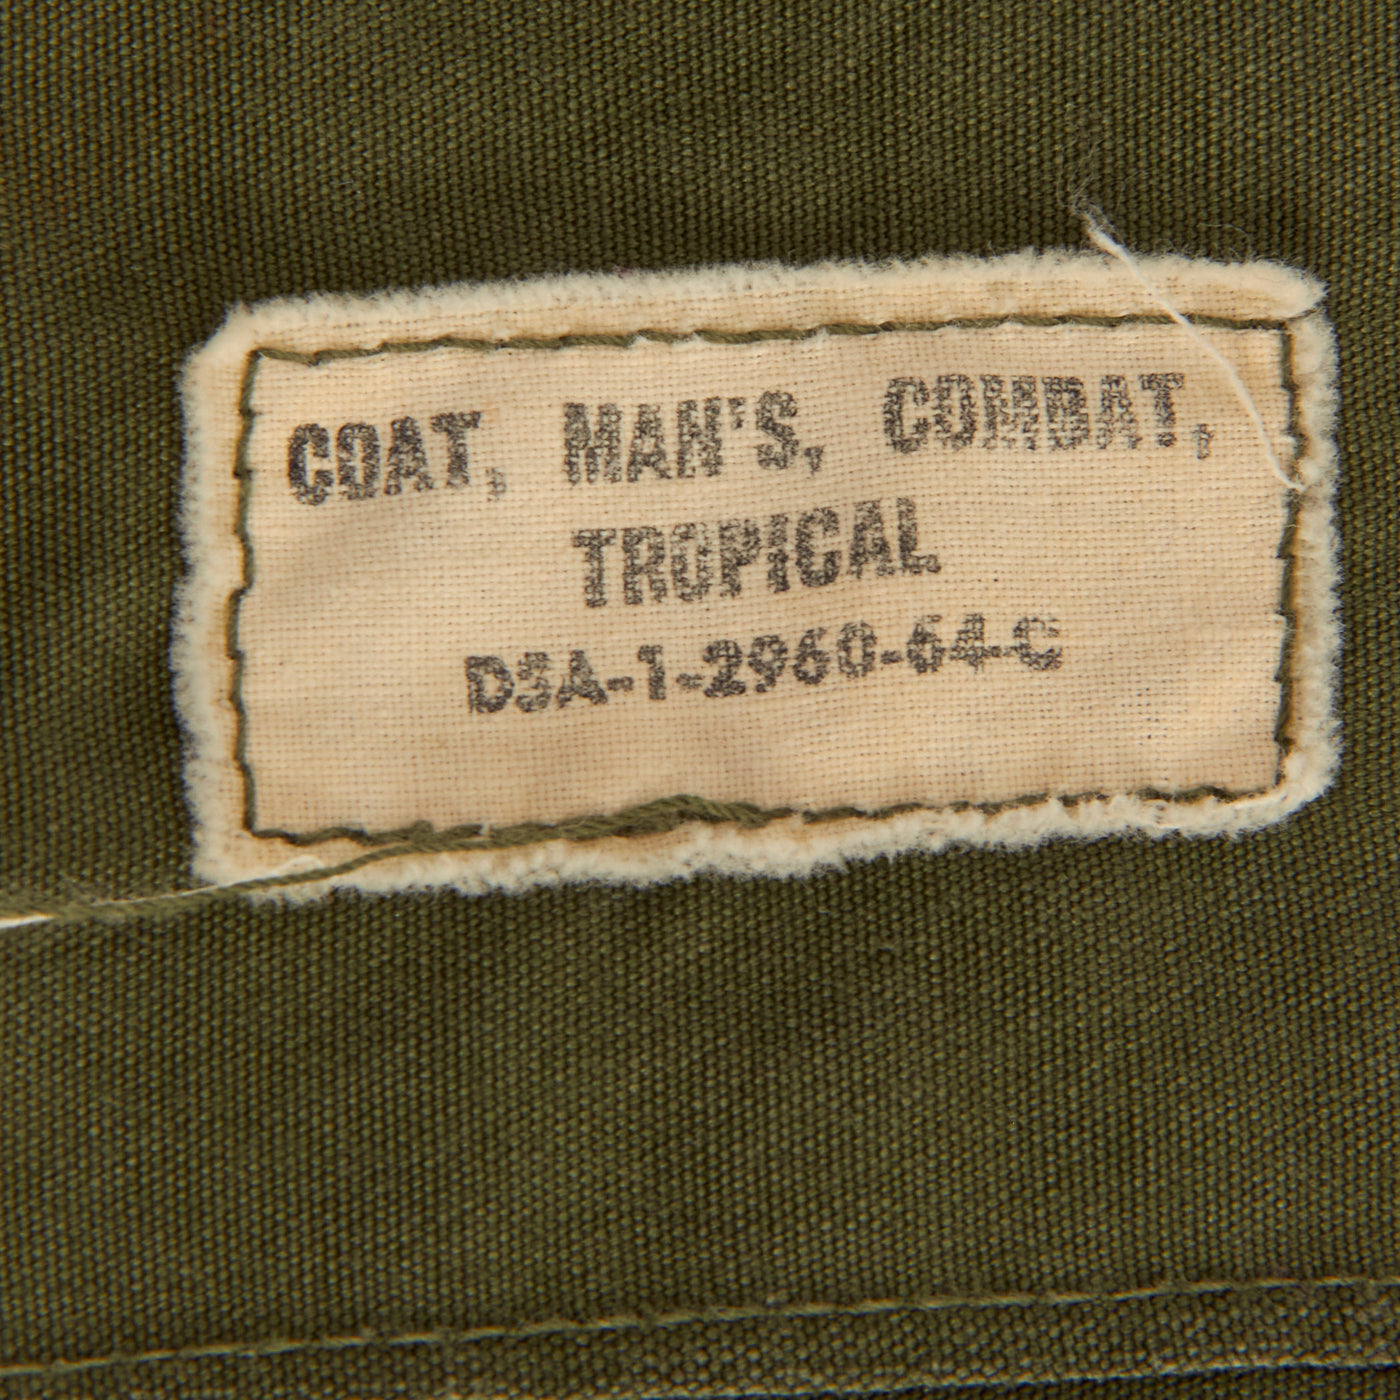 COAT, MAN'S, COMBAT,
TROPICAL
DSA-1-2960-64-C